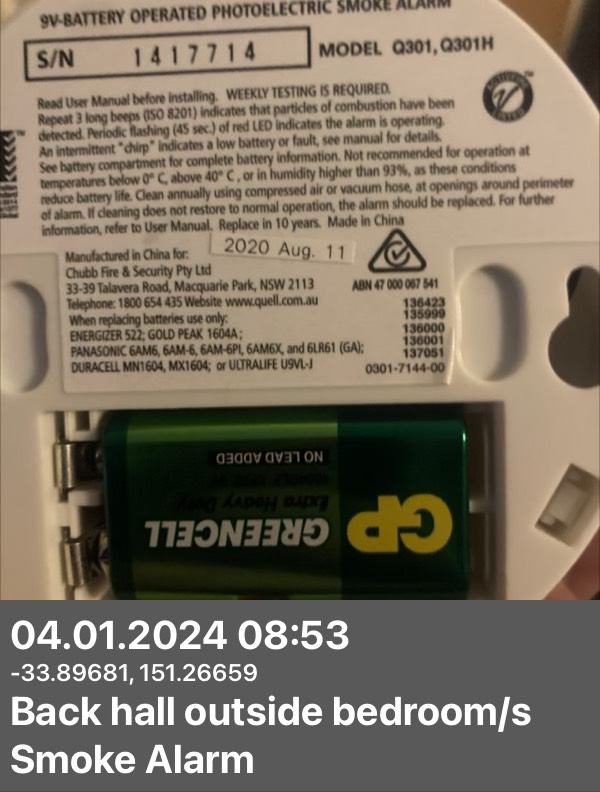 9V-BATTERY OPERATED PHOTOELECTRIC SMOKE ALARM
S/N 1417714 MODEL Q301, Q301H
Read User Manual before installing. WEEKLY TESTING IS REQUIRED.
Repeat 3 long beeps (ISO 8201) indicates that particles of combustion have been
detected. Periodic flashing (45 sec.) of red LED indicates the alarm is operating.
An intermittent "chirp" indicates a low battery or fault, see manual for details.
See battery compartment for complete battery information. Not recommended for operation at
temperatures below 0° C, above 40° C, or in humidity higher than 93%, as these conditions
reduce battery life. Clean annually using compressed air or vacuum hose, at openings around perimeter
of alarm. If cleaning does not restore to normal operation, the alarm should be replaced. For further
information, refer to User Manual. Replace in 10 years. Made in China
Manufactured in China for: 2020 Aug. 11
Chubb Fire & Security Pty Ltd
33-39 Talavera Road, Macquarie Park, NSW 2113 ABN 47 000 067 541
Telephone: 1800 654 435 Website www.quell.com.au 136423
When replacing batteries use only: 135999
ENERGIZER 522; GOLD PEAK 1604A; 136000
136001
PANASONIC 6AM6, 6AM-6, 6AM-6PI, 6AM6X, and 6LR61 (GA); 137051
DURACELL MN1604, MX1604; or ULTRALIFE U9VL-J 0301-7144-00
GP GREENCELL
Extra Heavy Duty
NO LEAD ADDED
04.01.2024 08:53
-33.89681, 151.26659
Back hall outside bedroom/s
Smoke Alarm